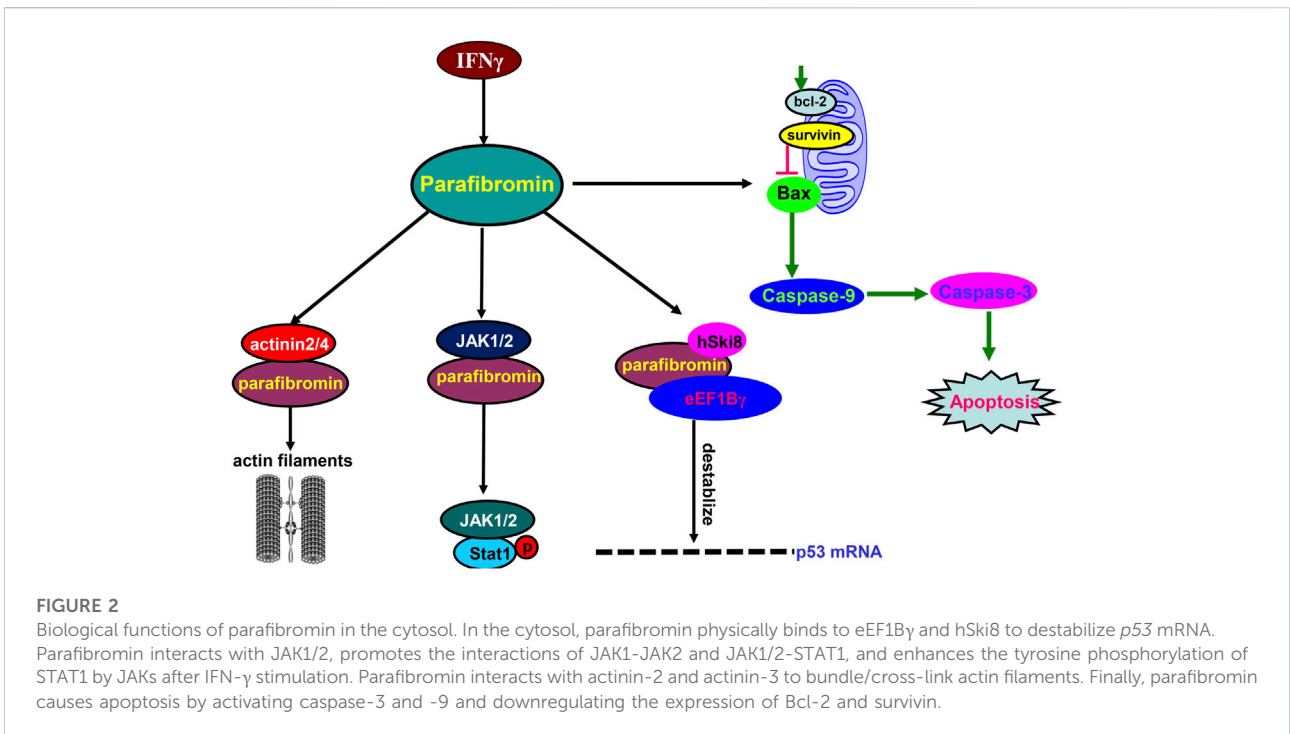 IFNγ
bcl-2
survivin
Parafibromin
Bax
Caspase-9
Caspase-3
actinin2/4
JAK1/2
hSki8
parafibromin
parafibromin
parafibromin
eEF1Bγ
Apoptosis
actin filaments
destablize
JAK1/2
Stat1
p
p53 mRNA
FIGURE 2
Biological functions of parafibromin in the cytosol. In the cytosol, parafibromin physically binds to eEF1Bγ and hSki8 to destabilize p53 mRNA.
Parafibromin interacts with JAK1/2, promotes the interactions of JAK1-JAK2 and JAK1/2-STAT1, and enhances the tyrosine phosphorylation of
STAT1 by JAKs after IFN-γ stimulation. Parafibromin interacts with actinin-2 and actinin-3 to bundle/cross-link actin filaments. Finally, parafibromin
causes apoptosis by activating caspase-3 and -9 and downregulating the expression of Bcl-2 and survivin.